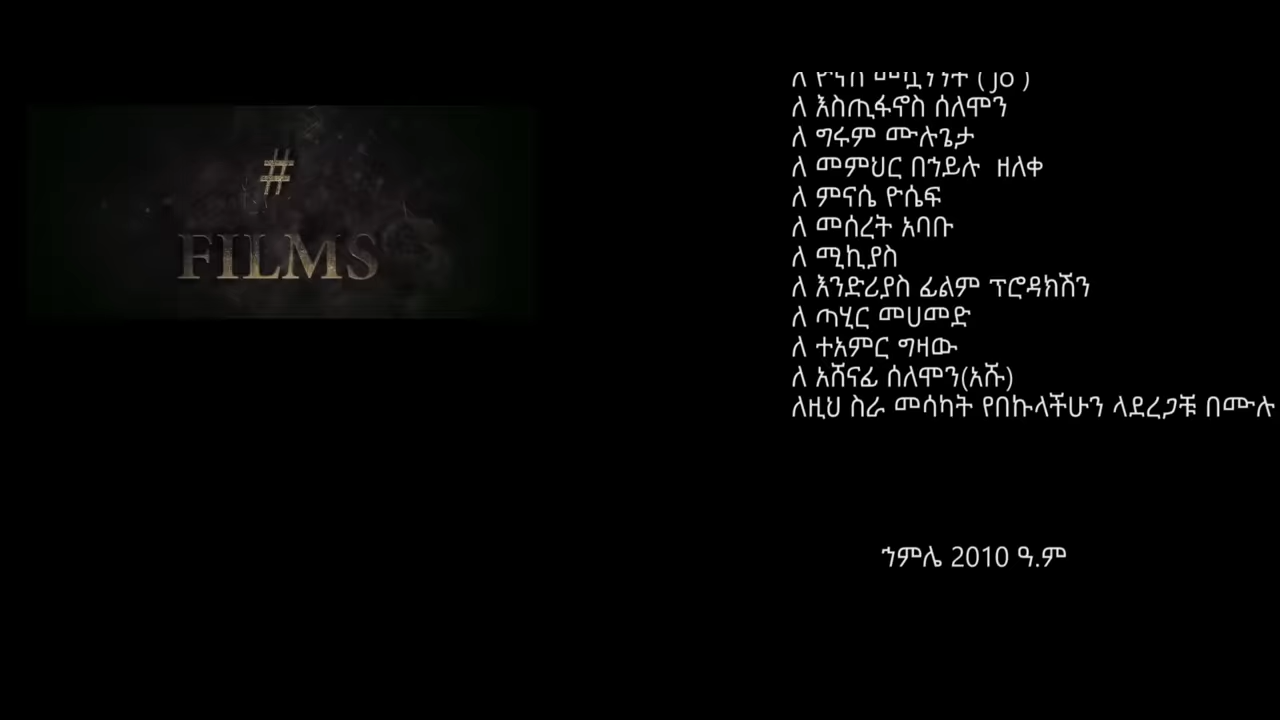 #
FILMS
ለ ( Jo )
ለ እስጢፋኖስ ሰለሞን
ለ ግሩም ሙሉጌታ
ለ መምህር በኀይሉ ዘለቀ
ለ ምናሴ ዮሴፍ
ለ መሰረት አባቡ
ለ ሚኪያስ
ለ እንድሪያስ ፊልም ፕሮዳክሽን
ለ ጣሂር መሀመድ
ለ ተአምር ግዛው
ለ አሸናፊ ሰለሞን(አሹ)
ለዚህ ስራ መሳካት የበኩላችሁን ላደረጋቹ በሙሉ
ኀምሌ 2010 ዓ.ም